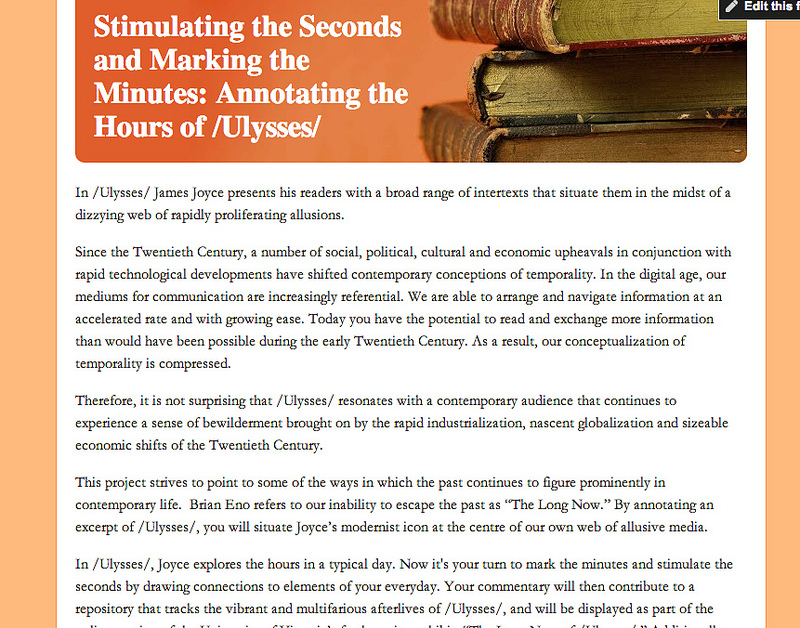 Stimulating the Seconds
and Marking the
Minutes: Annotating the
Hours of /Ulysses/
Edit this f
In /Ulysses/ James Joyce presents his readers with a broad range of intertexts that situate them in the midst of a
dizzying web of rapidly proliferating allusions.
Since the Twentieth Century, a number of social, political, cultural and economic upheavals in conjunction with
rapid technological developments have shifted contemporary conceptions of temporality. In the digital age, our
mediums for communication are increasingly referential. We are able to arrange and navigate information at an
accelerated rate and with growing ease. Today you have the potential to read and exchange more information
than would have been possible during the early Twentieth Century. As a result, our conceptualization of
temporality is compressed.
Therefore, it is not surprising that /Ulysses/ resonates with a contemporary audience that continues to
experience a sense of bewilderment brought on by the rapid industrialization, nascent globalization and sizeable
economic shifts of the Twentieth Century.
This project strives to point to some of the ways in which the past continues to figure prominently in
contemporary life.  Brian Eno refers to our inability to escape the past as “The Long Now.” By annotating an
excerpt of /Ulysses/, you will situate Joyce’s modernist icon at the centre of our own web of allusive media.
In /Ulysses/, Joyce explores the hours in a typical day. Now it's your turn to mark the minutes and stimulate the
seconds by drawing connections to elements of your everyday. Your commentary will then contribute to a
repository that tracks the vibrant and multifarious afterlives of /Ulysses/, and will be displayed as part of the